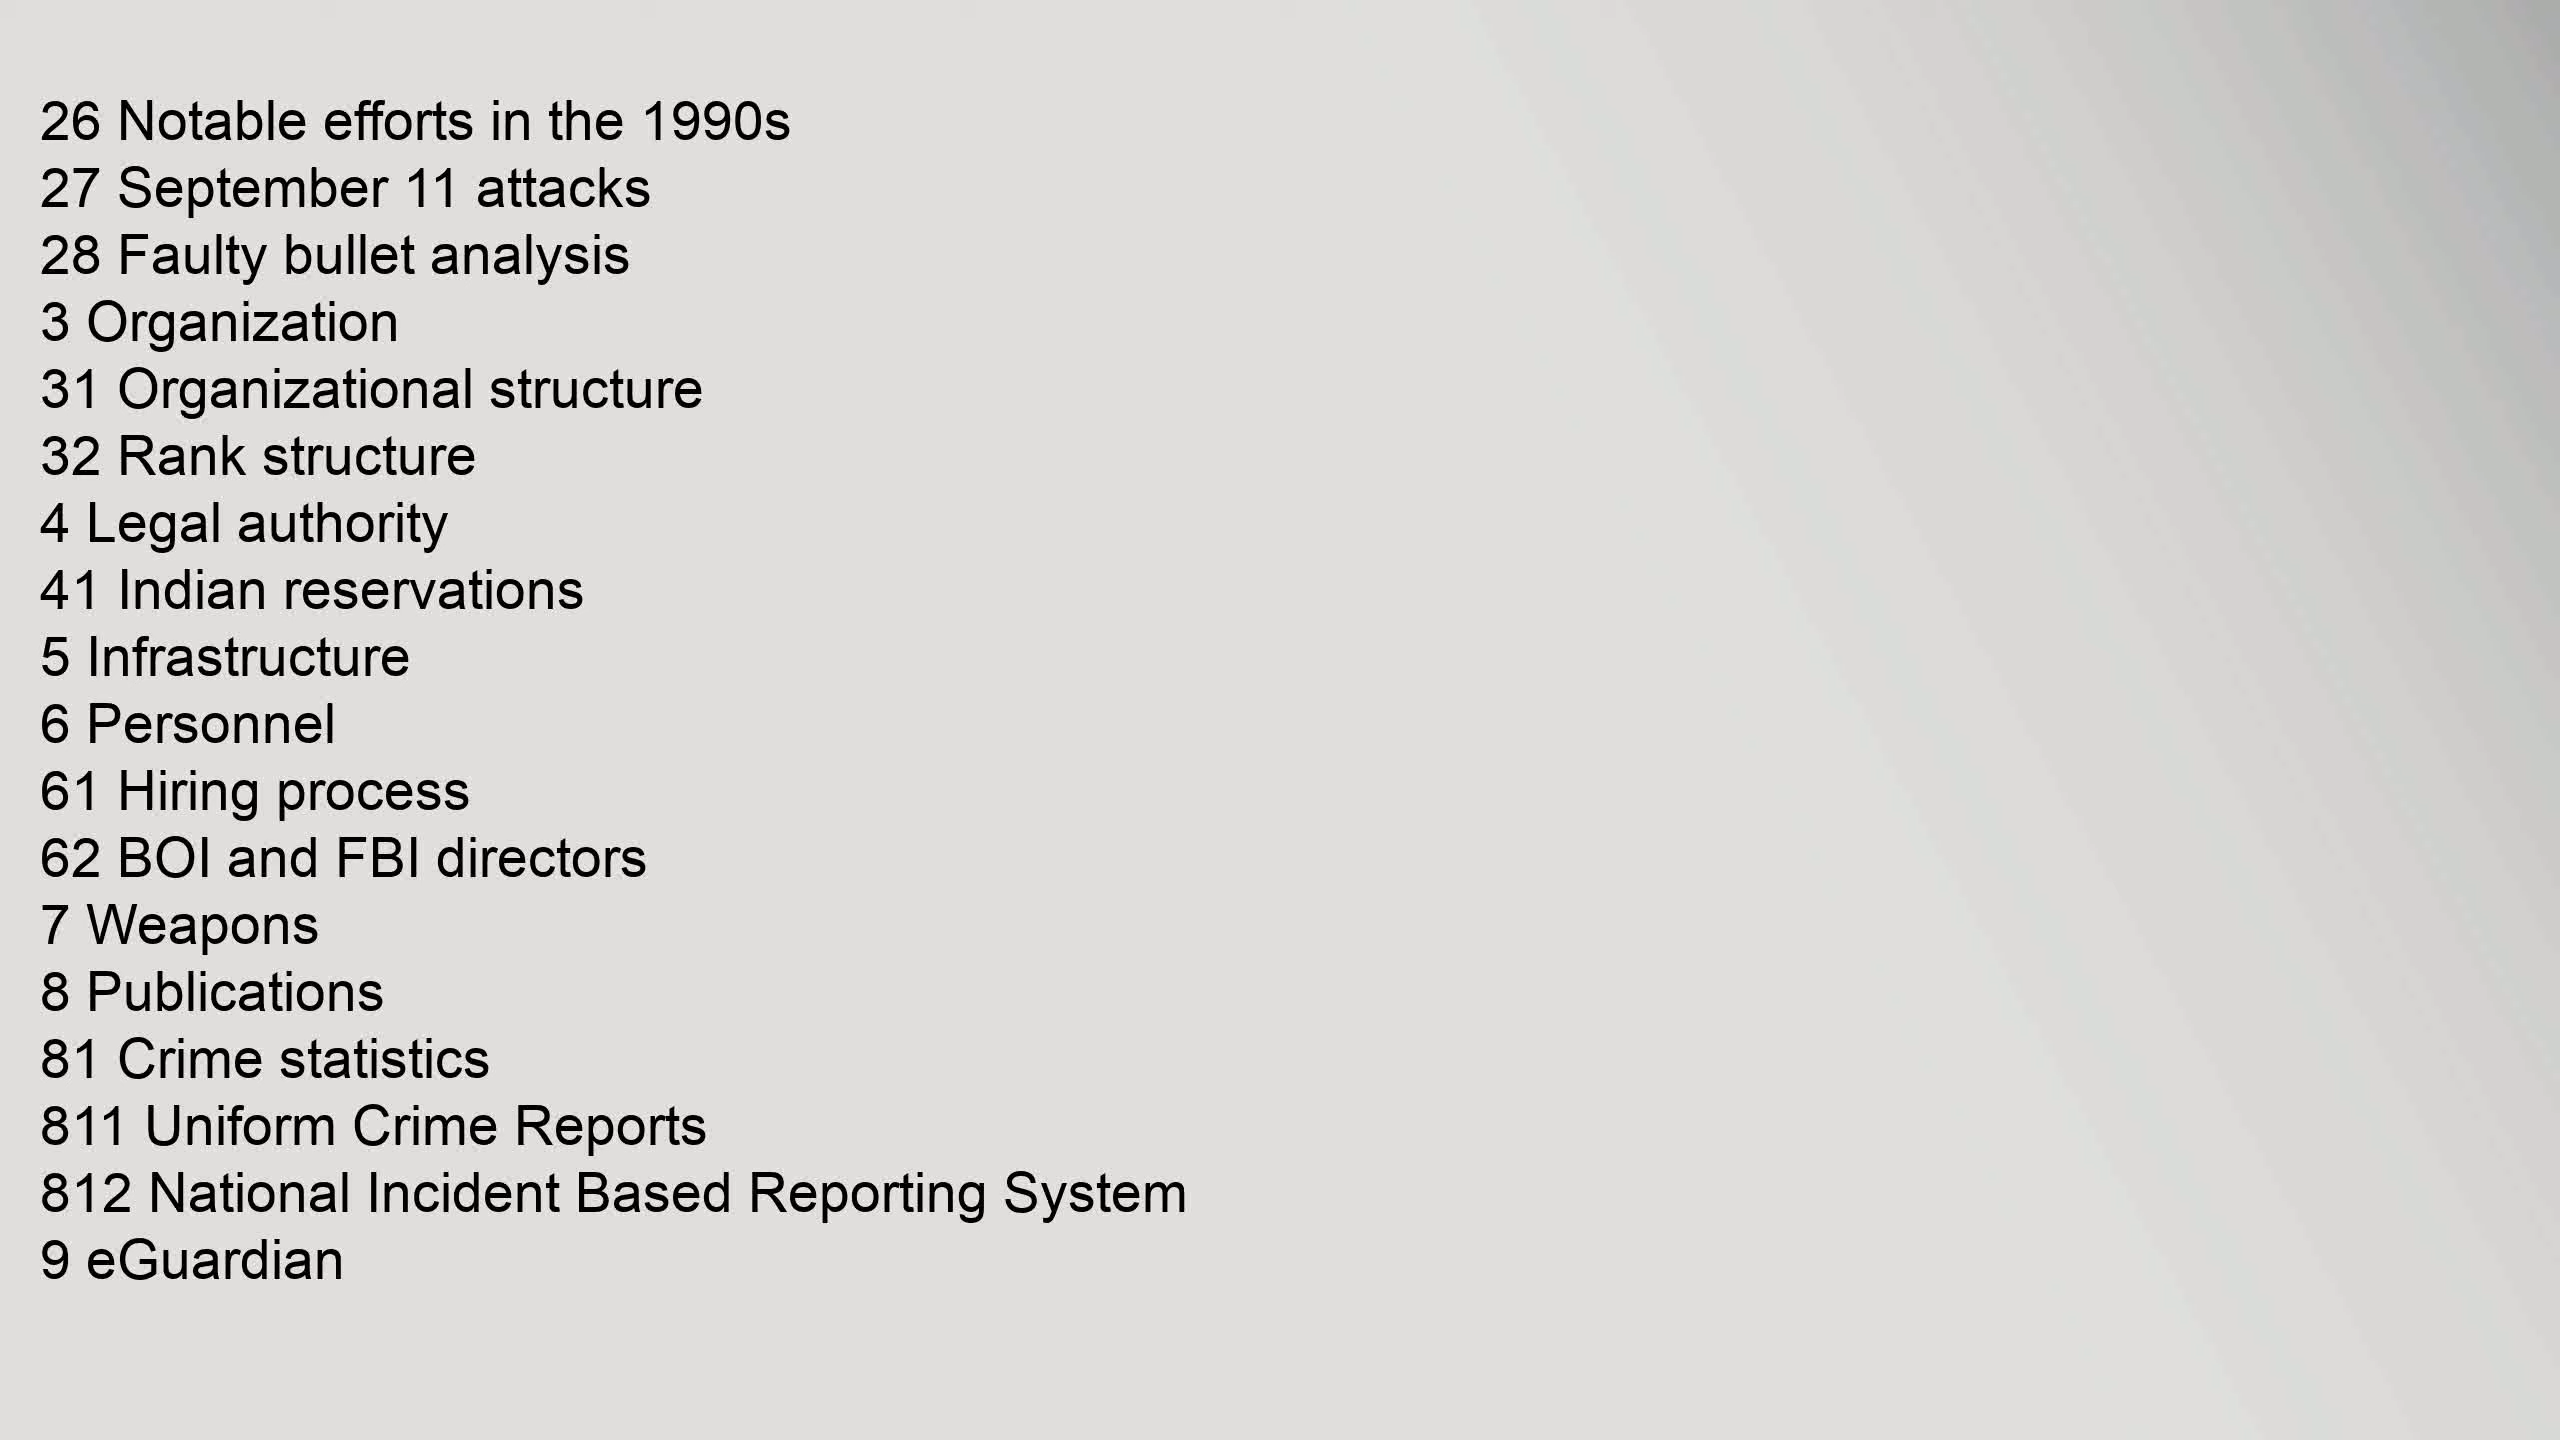 26 Notable efforts in the 1990s
27 September 11 attacks
28 Faulty bullet analysis
3 Organization
31 Organizational structure
32 Rank structure
4 Legal authority
41 Indian reservations
5 Infrastructure
6 Personnel
61 Hiring process
62 BOI and FBI directors
7 Weapons
8 Publications
81 Crime statistics
811 Uniform Crime Reports
812 National Incident Based Reporting System
9 eGuardian